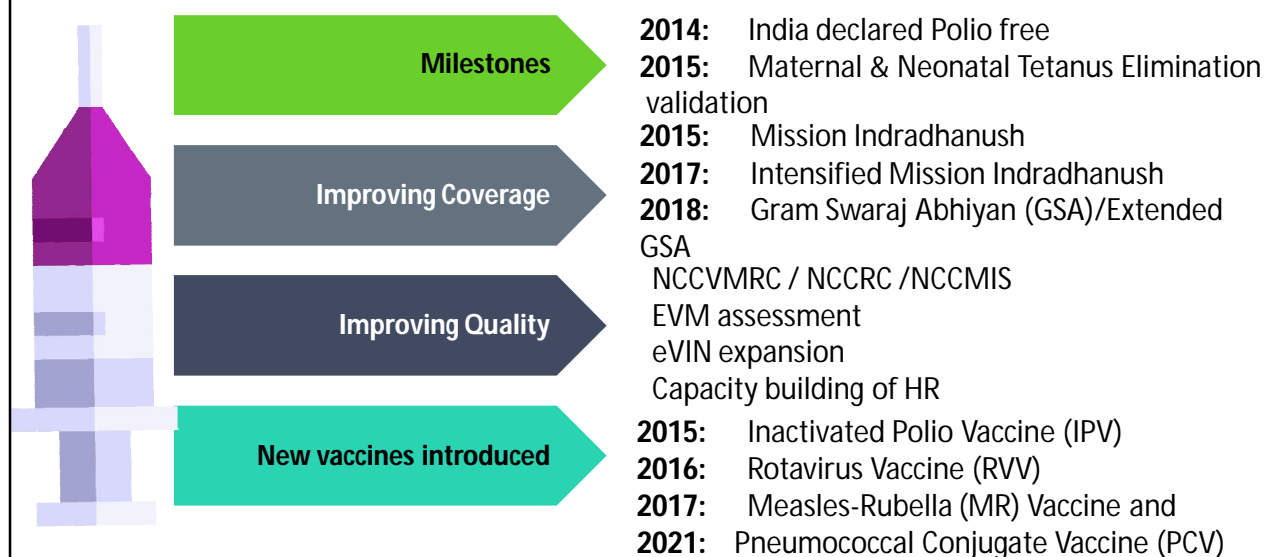 Milestones
2014: India declared Polio free
2015: Maternal & Neonatal Tetanus Elimination
validation
Improving Coverage
2015: Mission Indradhanush
2017: Intensified Mission Indradhanush
2018: Gram Swaraj Abhiyan (GSA)/Extended
GSA
Improving Quality
NCCVMRC / NCCRC /NCCMIS
EVM assessment
eVIN expansion
Capacity building of HR
New vaccines introduced
2015: Inactivated Polio Vaccine (IPV)
2016: Rotavirus Vaccine (RVV)
2017: Measles-Rubella (MR) Vaccine and
2021: Pneumococcal Conjugate Vaccine (PCV)